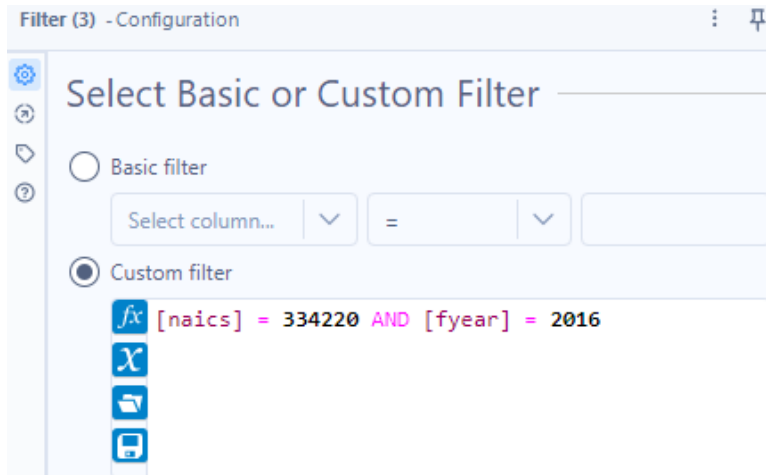 Filter (3) - Configuration
Select Basic or Custom Filter
Basic filter
Select column... =
Custom filter
fx [naics] = 334220 AND [fyear] = 2016
X